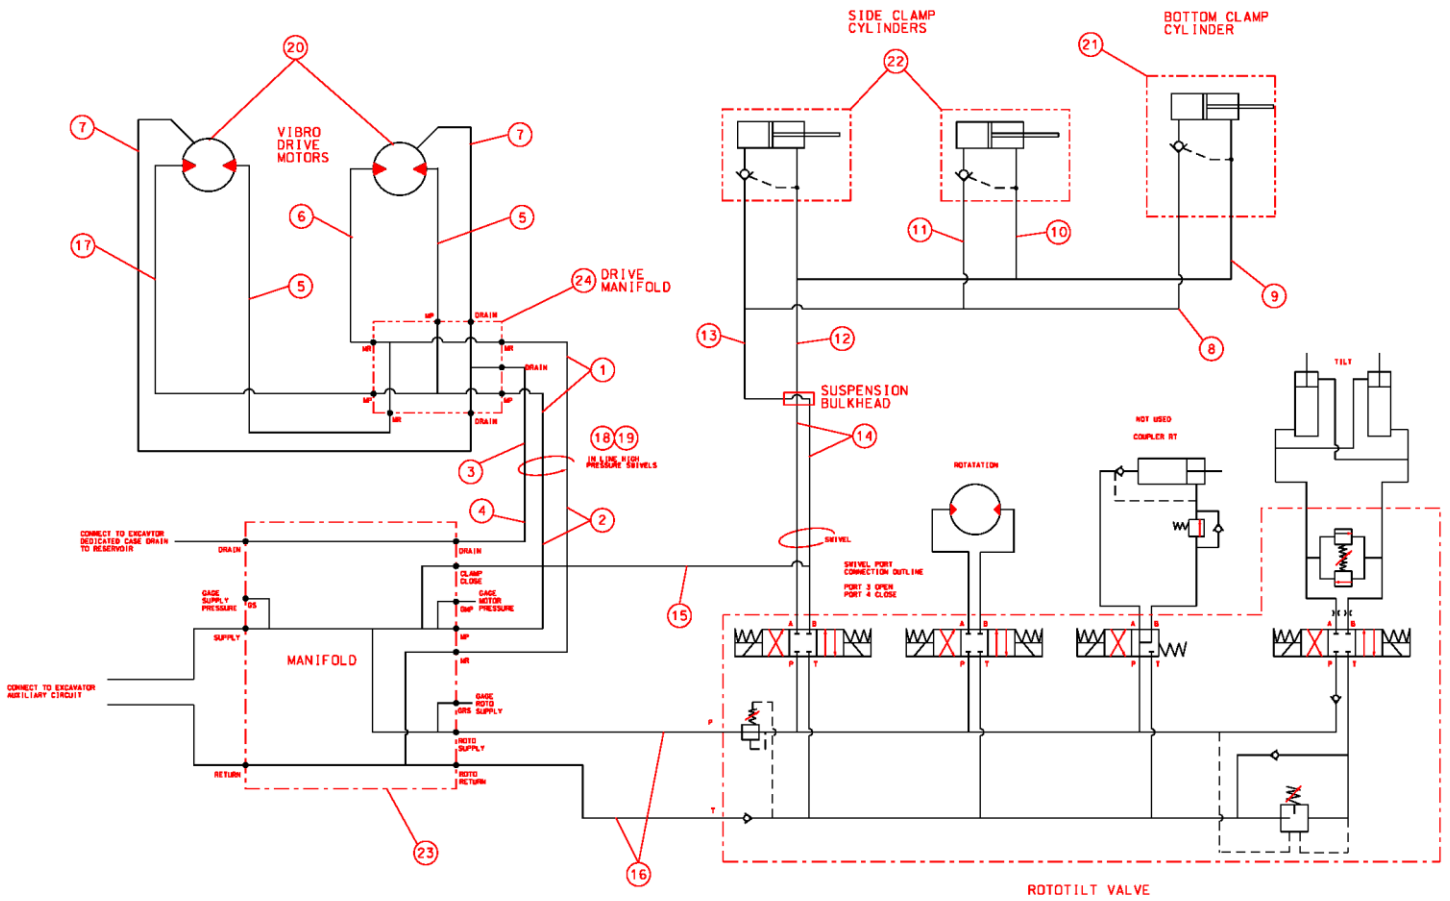 SIDE CLAMP
CYLINDERS
BOTTOM CLAMP
CYLINDER
20
21
22
7
VIBRO
DRIVE
MOTORS
7
6
5
11
10
17
5
24
DRIVE
MANIFOLD
9
MP
DRAIN
13
12
8
MR
MR
DRAIN
1
TILT
MP
MP
SUSPENSION
BULKHEAD
MR
DRAIN
NOT USED
COUPLER RT
18
19
14
3
IN LINE HIGH
PRESSURE SWIVELS
ROTATATION
4
2
CONNECT TO EXCAVTOR
DEDICATED CASE DRAIN
TO RESERVOIR
DRAIN
DRAIN
SWIVEL
CLAMP
CLOSE
SWIVEL PORT
CONNECTION OUTLINE
PORT 3 OPEN
PORT 4 CLOSE
GAGE
SUPPLY
PRESSURE
GS
GAGE
MOTOR
PRESSURE
GMP
15
SUPPLY
MP
A
B
A
B
A
B
A
B
MANIFOLD
MR
P
T
P
T
P
T
P
T
CONNECT TO EXCAVATOR
AUXILIARY CIRCUIT
GAGE
ROTO
SUPPLY
GRS
P
ROTO
SUPPLY
RETURN
ROTO
RETURN
T
23
16
ROTOTILT VALVE